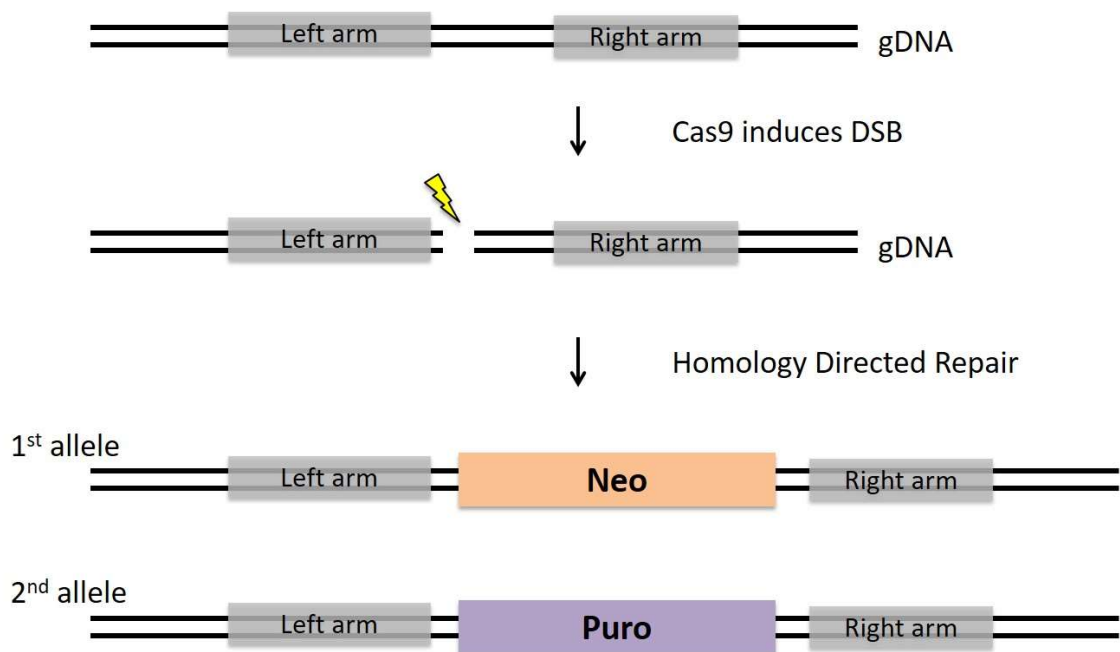 Left arm
Right arm
gDNA
Cas9 induces DSB
Left arm
Right arm
gDNA
Homology Directed Repair
1st allele
Left arm
Neo
Right arm
2nd allele
Left arm
Puro
Right arm